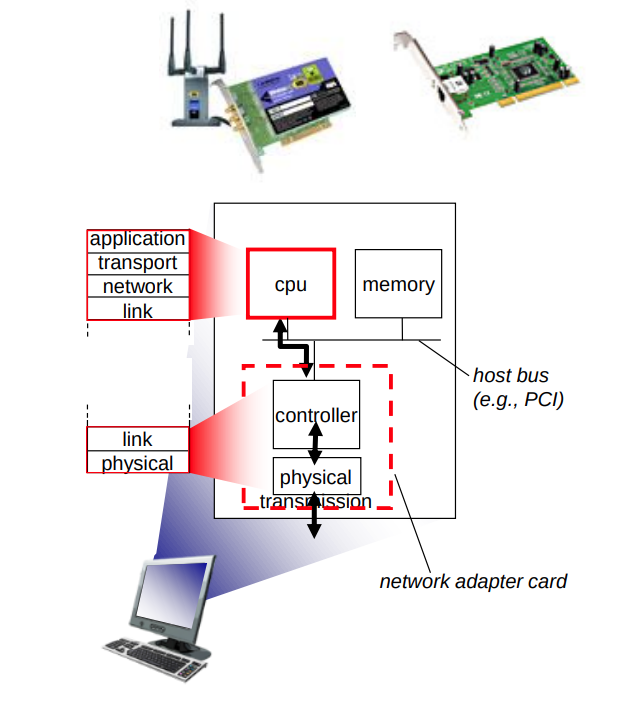 application
transport
network
link
cpu
memory
host bus
(e.g., PCI)
controller
link
physical
physical
transmission
network adapter card